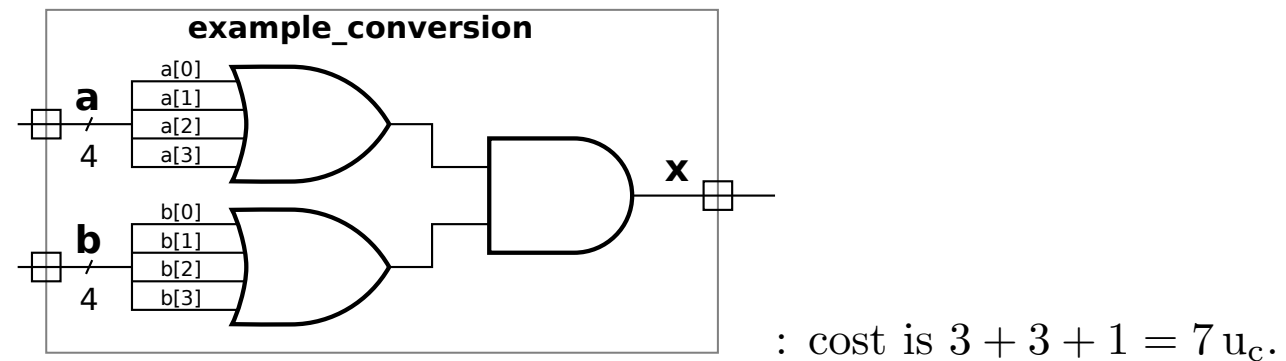 example_conversion
a[0]
a[1]
a[2]
a[3]
a
4
x
b[0]
b[1]
b[2]
b[3]
b
4
: cost is 3 + 3 + 1 = 7 u_c.